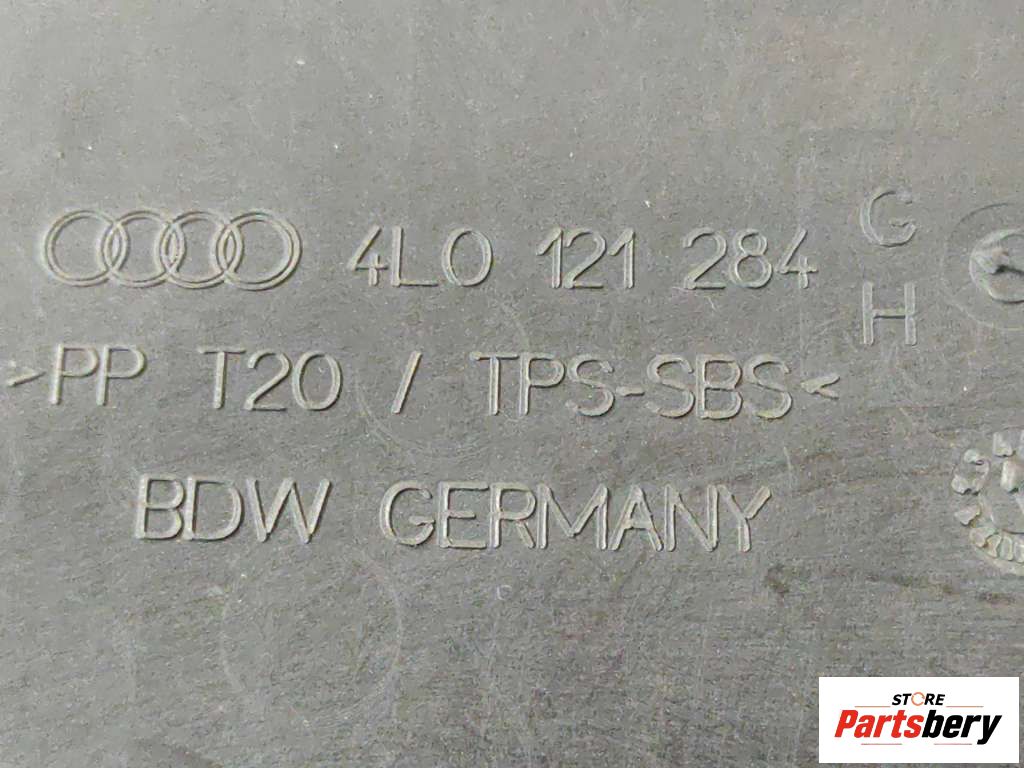 4L0 121 284
G
H
>PP T20 / TPS-SBS<
BDW GERMANY
STORE
Partsbery